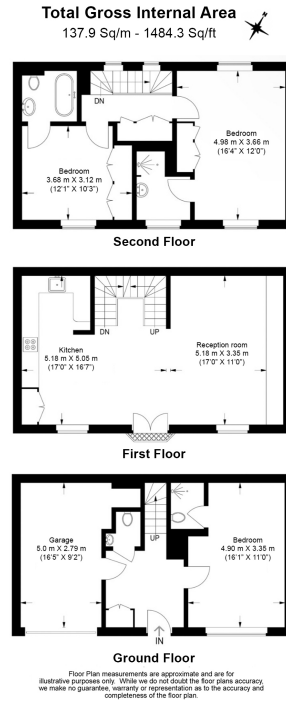 Total Gross Internal Area
137.9 Sq/m - 1484.3 Sq/ft
DN
Bedroom
4.98 m X 3.66 m
(16'4" X 12'0")
Bedroom
3.68 m X 3.12 m
(12'1" X 10'3")
Second Floor
DN
UP
Kitchen
5.18 m X 5.05 m
(17'0" X 16'7")
Reception room
5.18 m X 3.35 m
(17'0" X 11'0")
First Floor
UP
Garage
5.0 m X 2.79 m
(16'5" X 9'2")
Bedroom
4.90 m X 3.35 m
(16'1" X 11'0")
IN
Ground Floor
Floor Plan measurements are approximate and are for
illustrative purposes only. While we do not doubt the floor plans accuracy,
we make no guarantee, warranty or representation as to the accuracy and
completeness of the floor plan.